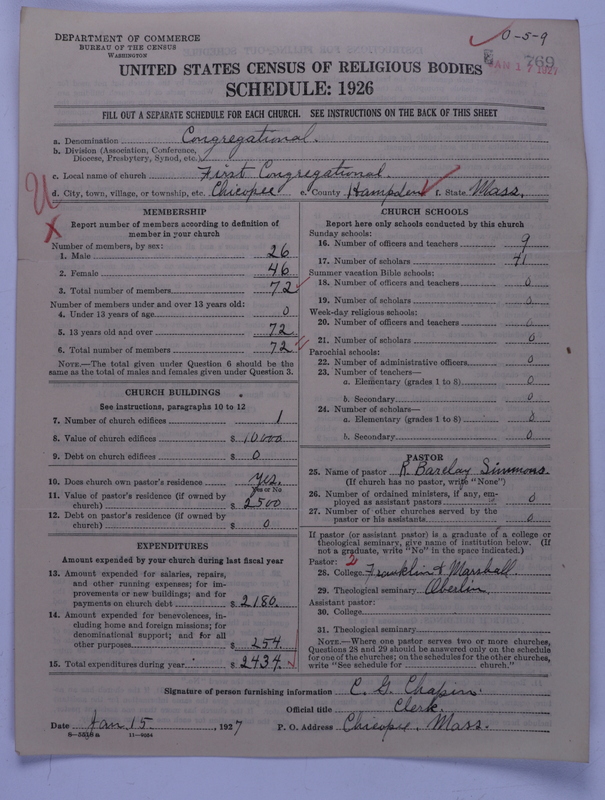 DEPARTMENT OF COMMERCE
BUREAU OF THE CENSUS
WASHINGTON
0-5-9
769
JAN 17 1927
UNITED STATES CENSUS OF RELIGIOUS BODIES
SCHEDULE: 1926
FILL OUT A SEPARATE SCHEDULE FOR EACH CHURCH. SEE INSTRUCTIONS ON THE BACK OF THIS SHEET
a. Denomination Congregational.
b. Division (Association, Conference, Diocese, Presbytery, Synod, etc.)
c. Local name of church First Congregational.
d. City, town, village, or township, etc. Chicopee e. County Hampden f. State Mass.
MEMBERSHIP
Report number of members according to definition of member in your church
Number of members, by sex:
1. Male 26
2. Female 46
3. Total number of members 72
Number of members under and over 13 years old:
4. Under 13 years of age 0
5. 13 years old and over 72
6. Total number of members 72
NOTE.—The total given under Question 6 should be the same as the total of males and females given under Question 3.
CHURCH BUILDINGS
See instructions, paragraphs 10 to 12
7. Number of church edifices 1
8. Value of church edifices $ 10000
9. Debt on church edifices $ 0
10. Does church own pastor's residence? Yes.
Yes or No
11. Value of pastor's residence (if owned by church) $ 2500
12. Debt on pastor's residence (if owned by church) $ 0
EXPENDITURES
Amount expended by your church during last fiscal year
13. Amount expended for salaries, repairs, and other running expenses; for improvements or new buildings; and for payments on church debt $ 2180.
14. Amount expended for benevolences, including home and foreign missions; for denominational support; and for all other purposes $ 254.
15. Total expenditures during year $ 2434.
CHURCH SCHOOLS
Report here only schools conducted by this church
Sunday schools:
16. Number of officers and teachers 9
17. Number of scholars 41
Summer vacation Bible schools:
18. Number of officers and teachers 0
19. Number of scholars 0
Week-day religious schools:
20. Number of officers and teachers 0
21. Number of scholars 0
Parochial schools:
22. Number of administrative officers 0
23. Number of teachers—
a. Elementary (grades 1 to 8) 0
b. Secondary 0
24. Number of scholars—
a. Elementary (grades 1 to 8) 0
b. Secondary 0
PASTOR
25. Name of pastor R. Barclay Simmons
(If church has no pastor, write "None")
26. Number of ordained ministers, if any, employed as assistant pastors 0
27. Number of other churches served by the pastor or his assistants 0
If pastor (or assistant pastor) is a graduate of a college or theological seminary, give name of institution below. (If not a graduate, write "No" in the space indicated.)
Pastor: 2
28. College Franklin & Marshall
29. Theological seminary Oberlin
Assistant pastor:
30. College
31. Theological seminary
NOTE.—Where one pastor serves two or more churches, Questions 28 and 29 should be answered only on the schedule for one of the churches; on the schedules for the other churches, write "See schedule for church."
Signature of person furnishing information C. G. Chapin.
Official title Clerk.
Date Jan. 15, 1927 P. O. Address Chicopee, Mass.
8-5518 a 11-9054